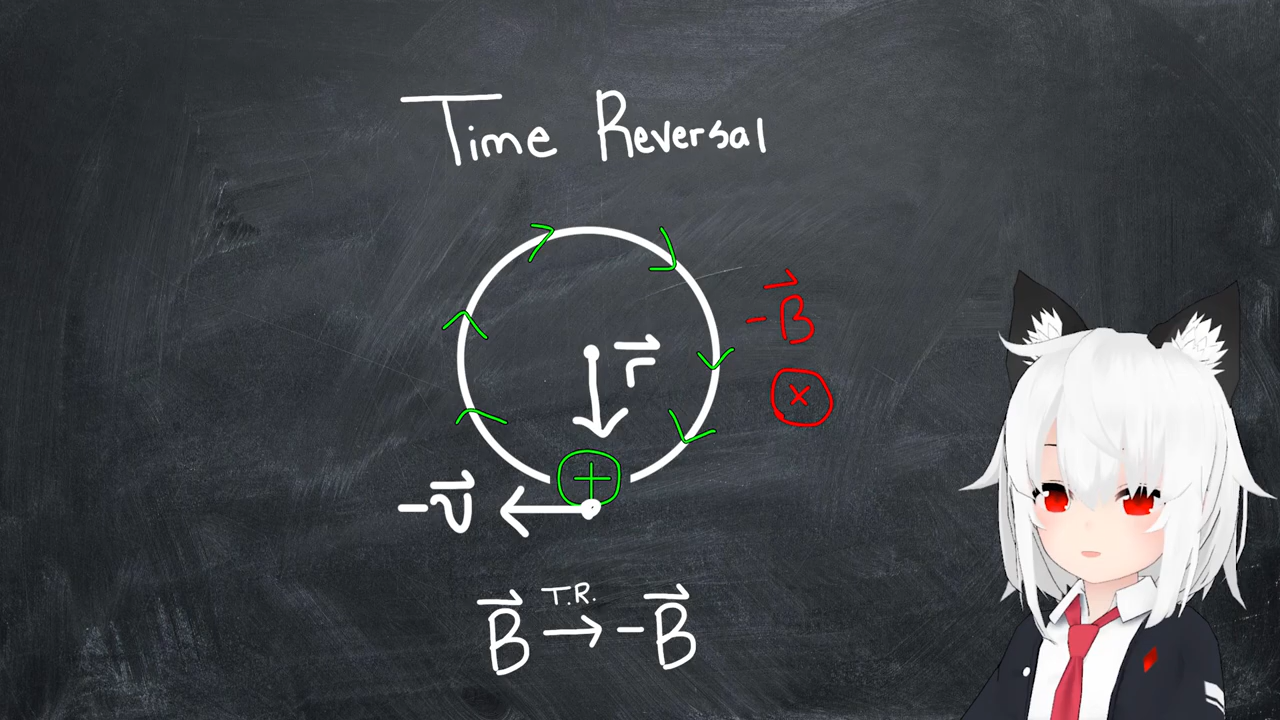 Time Reversal
-B⃗
r⃗
×
+
-v⃗
B⃗ T.R.→ -B⃗